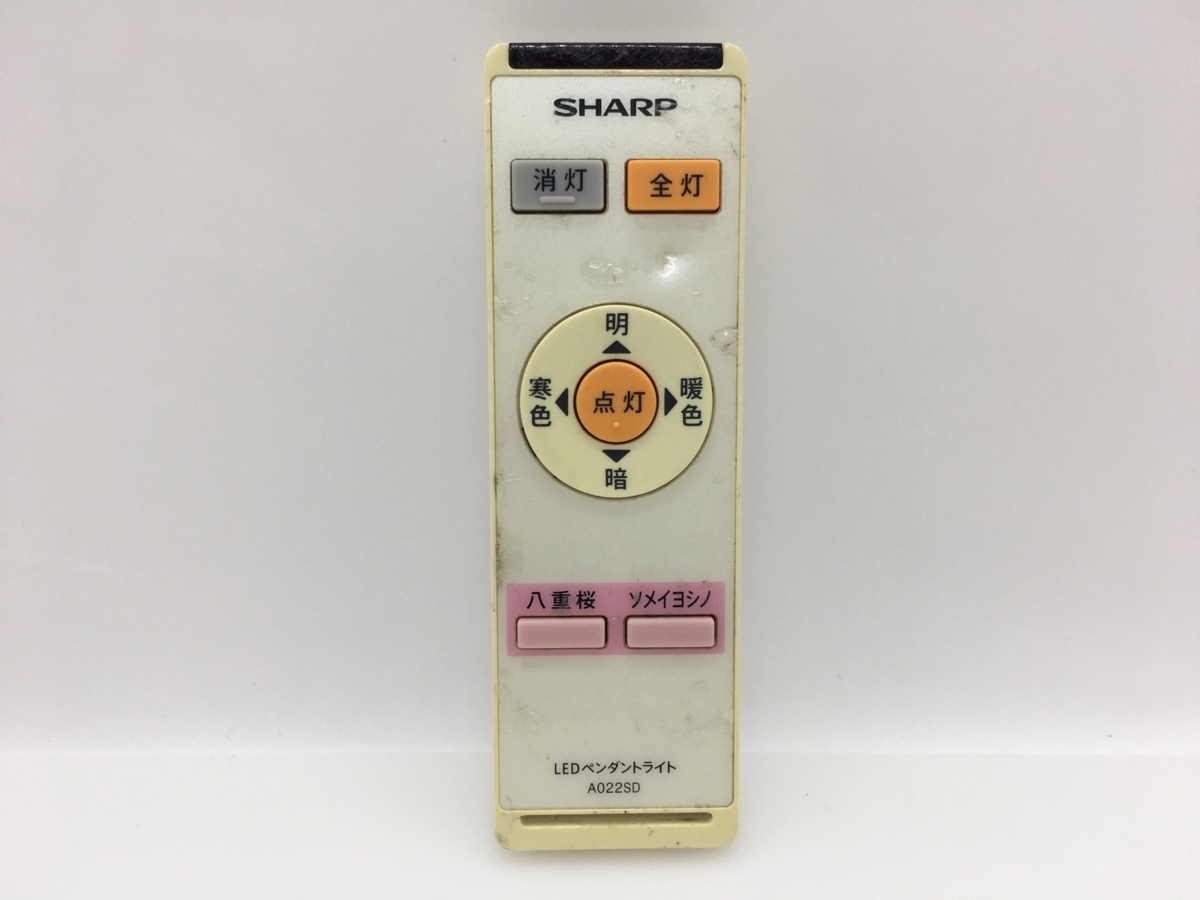 SHARP
消灯 全灯
明
寒色 点灯 暖色
暗
八重桜 ソメイヨシノ
LEDペンダントライト
A022SD